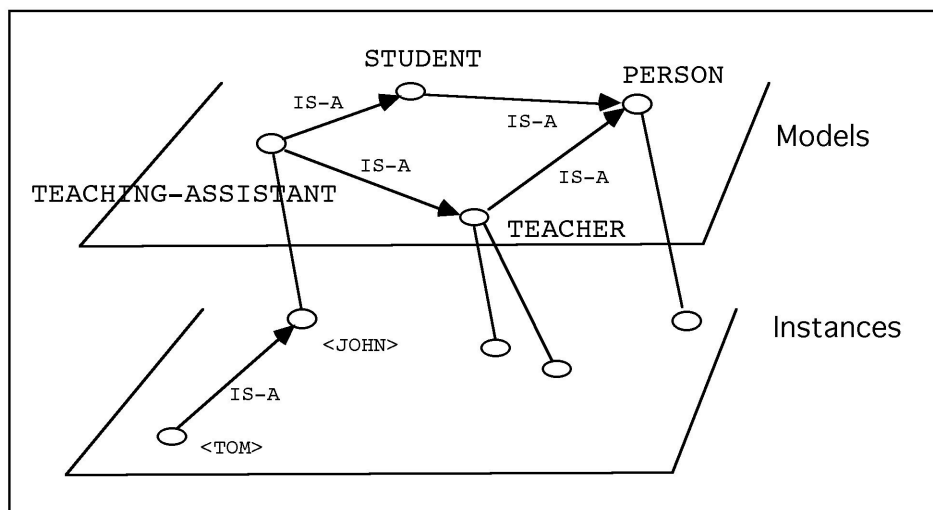 STUDENT
PERSON
IS-A
IS-A
Models
IS-A
IS-A
TEACHING-ASSISTANT
TEACHER
Instances
<JOHN>
IS-A
<TOM>